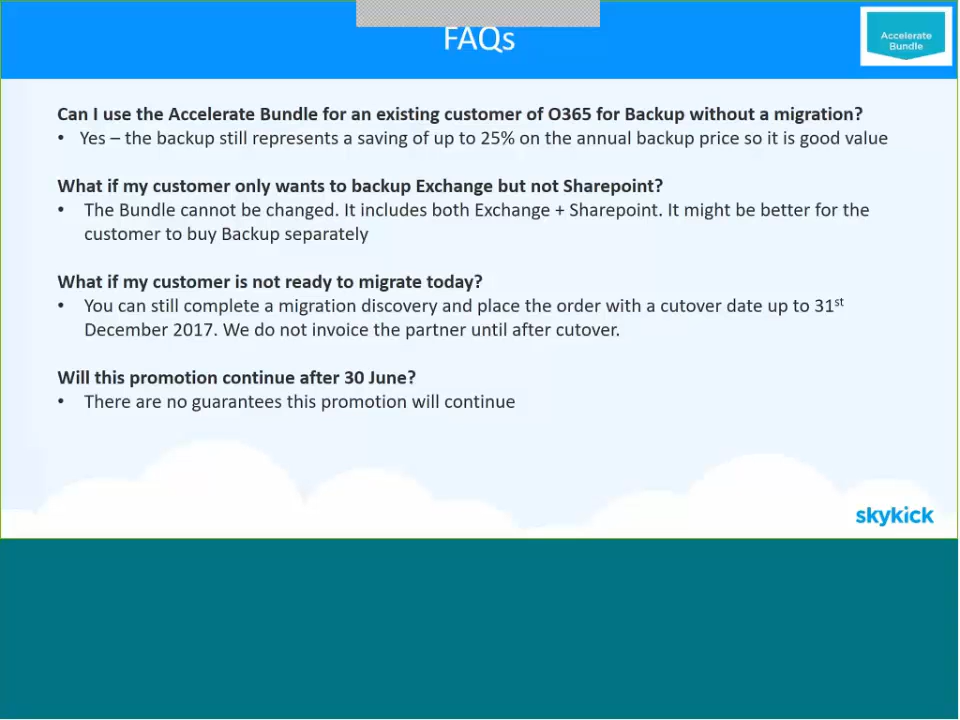 FAQs
Accelerate
Bundle
Can I use the Accelerate Bundle for an existing customer of O365 for Backup without a migration?
• Yes – the backup still represents a saving of up to 25% on the annual backup price so it is good value
What if my customer only wants to backup Exchange but not Sharepoint?
• The Bundle cannot be changed. It includes both Exchange + Sharepoint. It might be better for the
customer to buy Backup separately
What if my customer is not ready to migrate today?
• You can still complete a migration discovery and place the order with a cutover date up to 31st
December 2017. We do not invoice the partner until after cutover.
Will this promotion continue after 30 June?
• There are no guarantees this promotion will continue
skykick